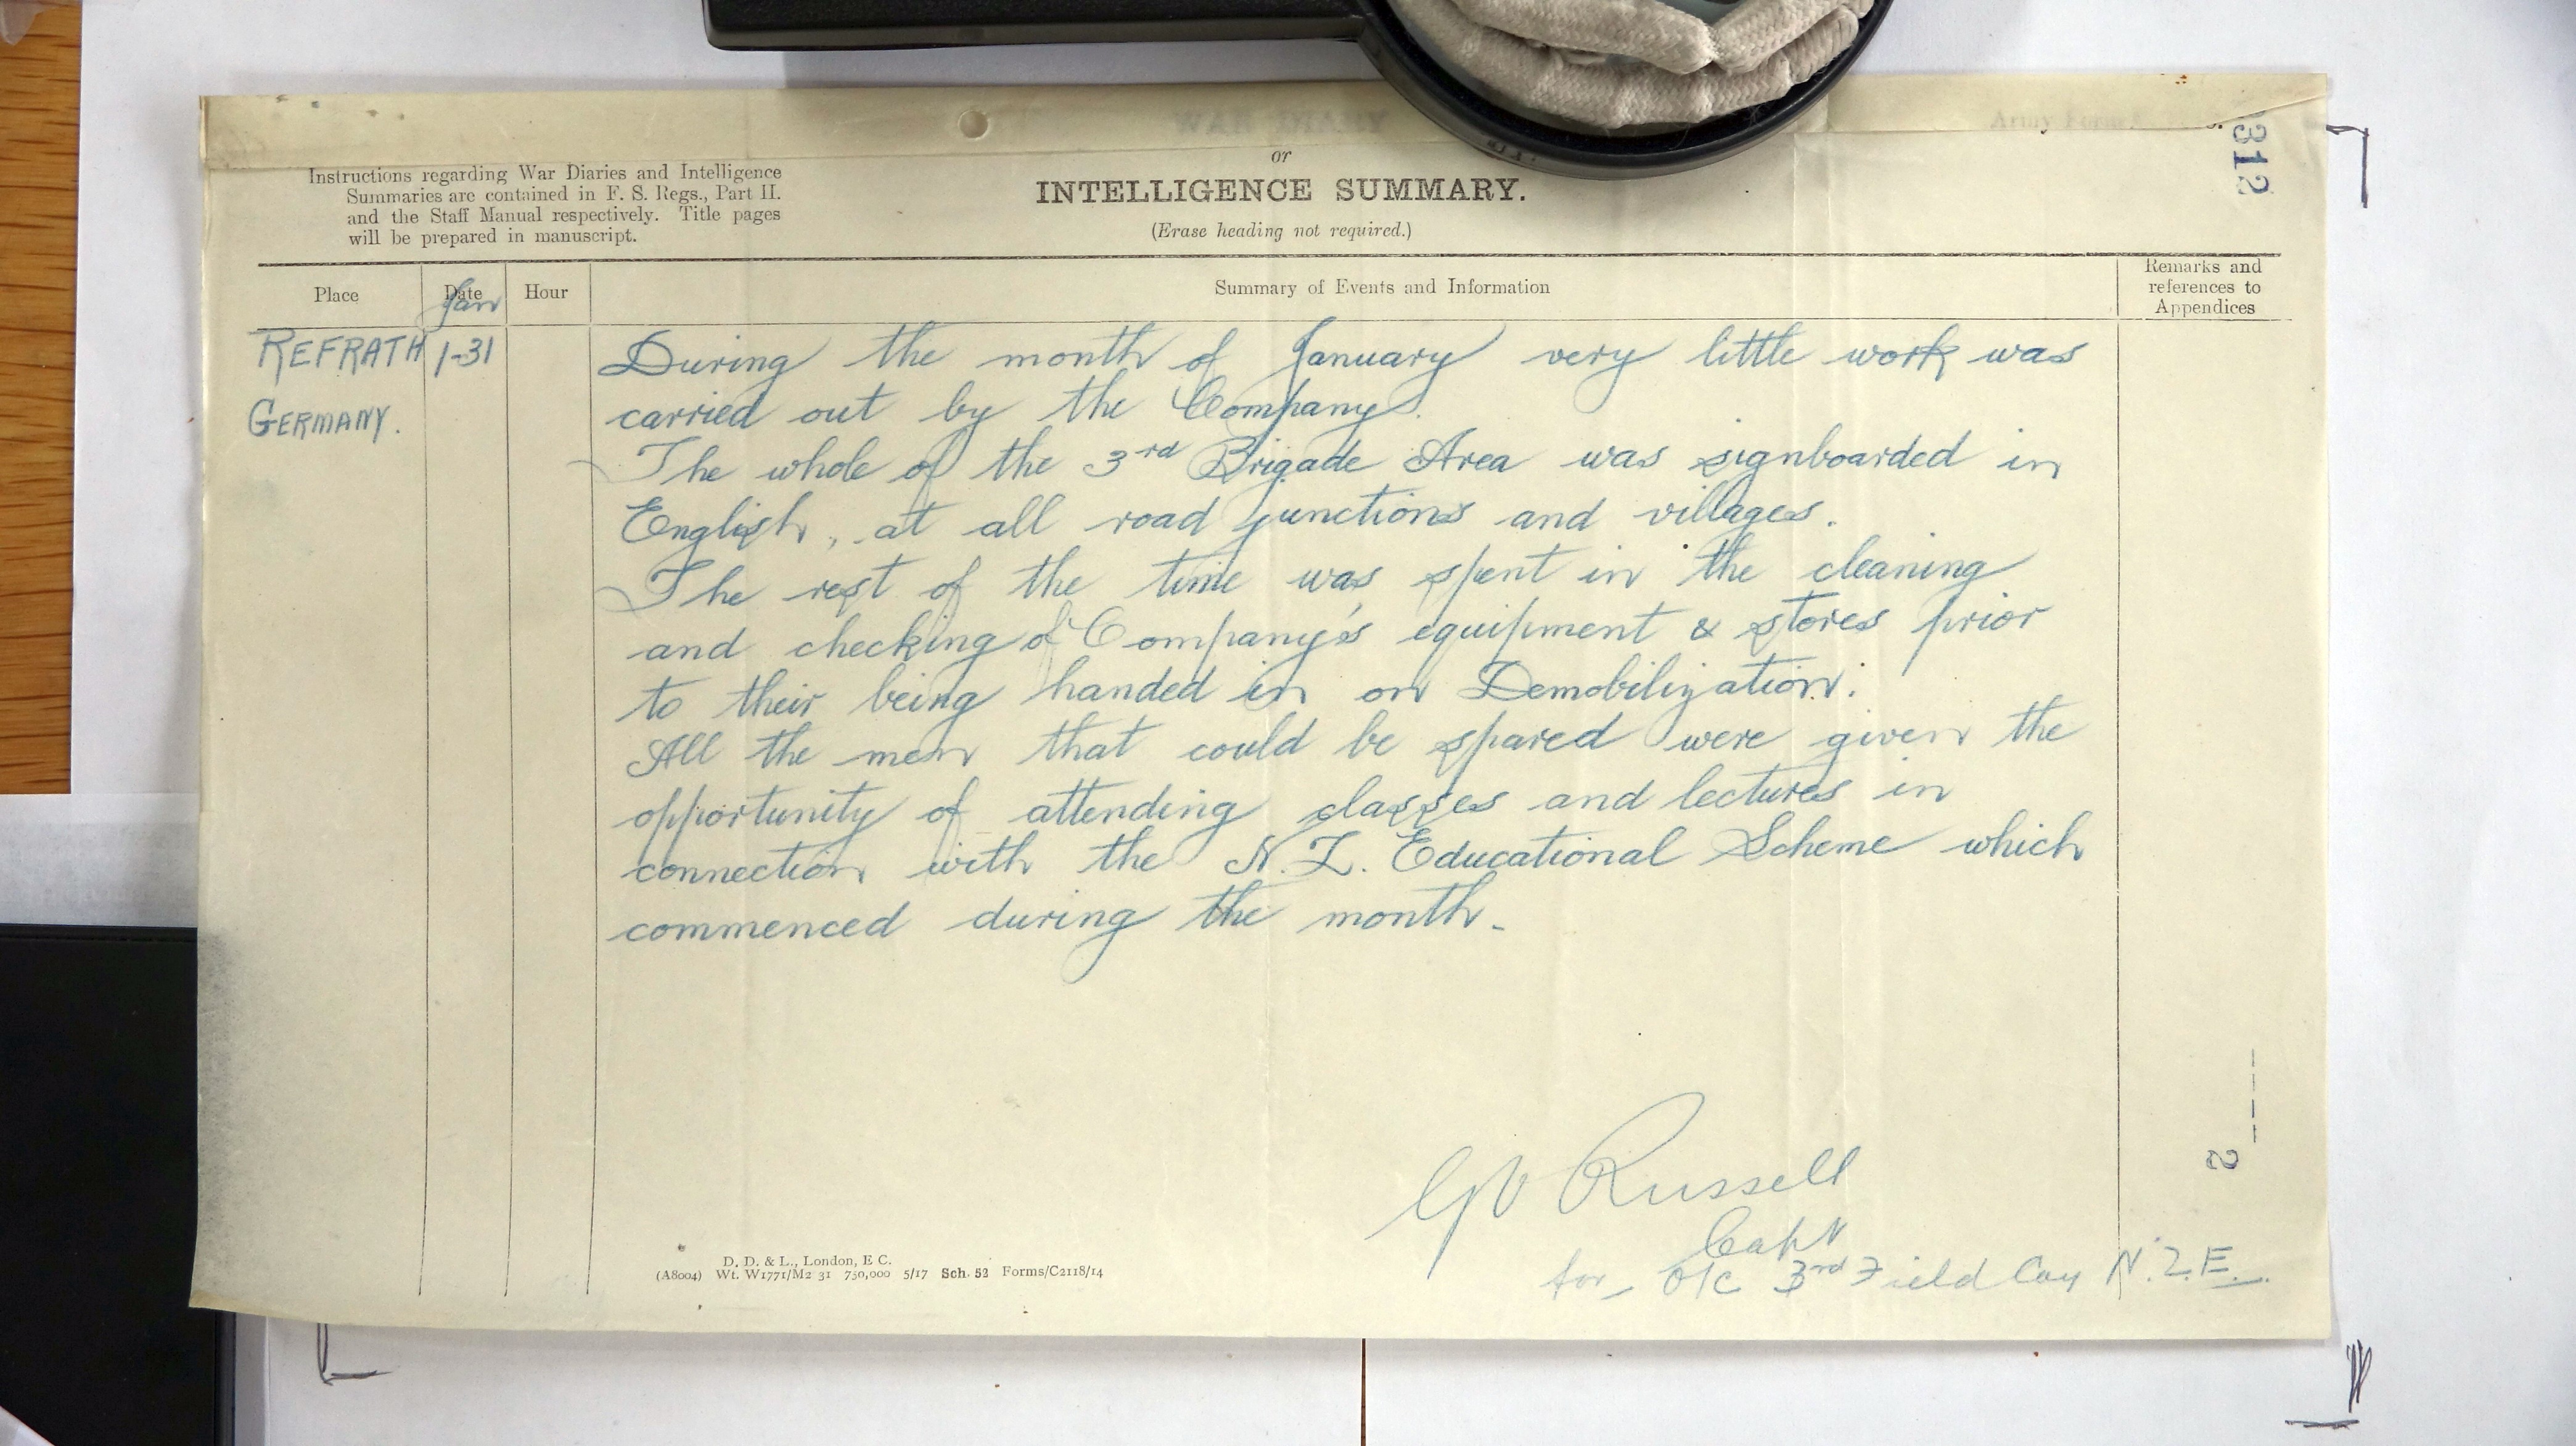 WAR DIARY
Army Form
or
INTELLIGENCE SUMMARY.
(Erase heading not required.)
Instructions regarding War Diaries and Intelligence
Summaries are contained in F. S. Regs., Part II.
and the Staff Manual respectively. Title pages
will be prepared in manuscript.
312
Place Date Hour Summary of Events and Information Remarks and
references to
Appendices
Jan
REFRATH 1-31 During the month of January very little work was
GERMANY. carried out by the Company.
The whole of the 3rd Brigade Area was signboarded in
English, at all road junctions and villages.
The rest of the time was spent in the cleaning
and checking of Company's equipment & stores prior
to their being handed in on Demobilization.
All the men that could be spared were given the
opportunity of attending classes and lectures in
connection with the N.Z. Educational Scheme which
commenced during the month.
Russell
Capt
for O/C 3rd Field Coy N.Z.E.
2
D. D. & L., London, E C.
(A8004) Wt. W1771/M2 31 750,000 5/17 Sch. 52 Forms/C2118/14